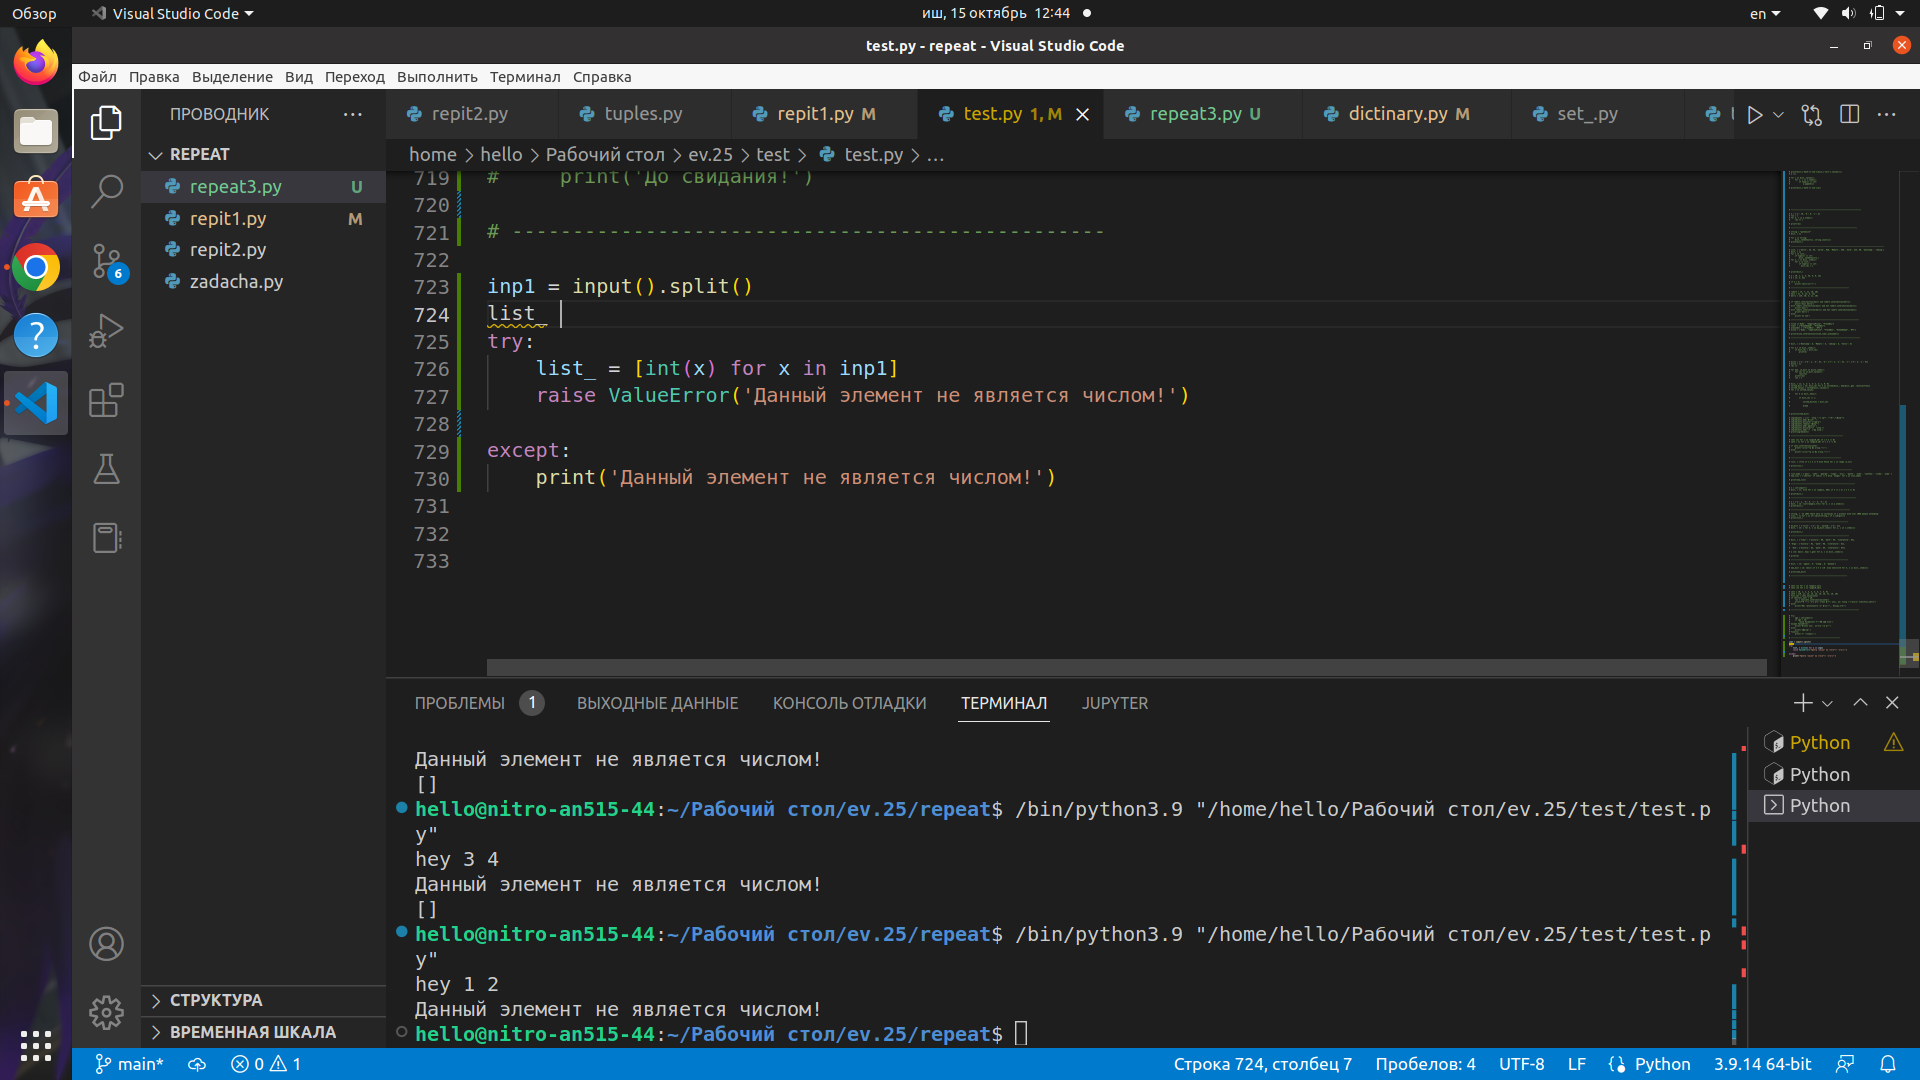 Обзор
Visual Studio Code
иш, 15 октябрь 12:44
en
test.py - repeat - Visual Studio Code
Файл Правка Выделение Вид Переход Выполнить Терминал Справка
ПРОВОДНИК
REPEAT
repeat3.py U
repit1.py M
repit2.py
zadacha.py
6
СТРУКТУРА
ВРЕМЕННАЯ ШКАЛА
repit2.py tuples.py repit1.py M test.py 1, M repeat3.py U dictinary.py M set_.py
home > hello > Рабочий стол > ev.25 > test > test.py > ...
719 # print('До свидания!')
720
721 # -------------------------------------------------
722
723 inp1 = input().split()
724 list_
725 try:
726 list_ = [int(x) for x in inp1]
727 raise ValueError('Данный элемент не является числом!')
728
729 except:
730 print('Данный элемент не является числом!')
731
732
733
ПРОБЛЕМЫ 1 ВЫХОДНЫЕ ДАННЫЕ КОНСОЛЬ ОТЛАДКИ ТЕРМИНАЛ JUPYTER
Данный элемент не является числом!
[]
hello@nitro-an515-44:~/Рабочий стол/ev.25/repeat$ /bin/python3.9 "/home/hello/Рабочий стол/ev.25/test/test.p
y"
hey 3 4
Данный элемент не является числом!
[]
hello@nitro-an515-44:~/Рабочий стол/ev.25/repeat$ /bin/python3.9 "/home/hello/Рабочий стол/ev.25/test/test.p
y"
hey 1 2
Данный элемент не является числом!
hello@nitro-an515-44:~/Рабочий стол/ev.25/repeat$
Python
Python
Python
main* 0 1
Строка 724, столбец 7 Пробелов: 4 UTF-8 LF Python 3.9.14 64-bit